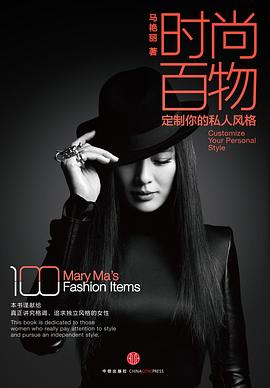 马艳丽 著
时尚
百物
定制你的私人风格
Customize
Your Personal
Style
100
Mary Ma's
Fashion Items
本书谨献给
真正讲究格调、追求独立风格的女性
This book is dedicated to those
women who really pay attention to style
and pursue an independent style.
中信出版社 CHINACITICPRESS